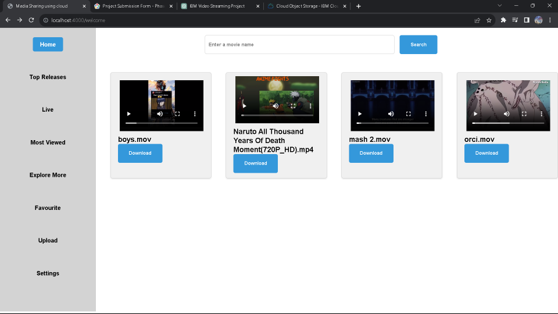 Media Sharing using cloud
Project Submission Form - Phas
IBM: Video Streaming Project
Cloud Object Storage - IBM Clo
localhost:4000/welcome
Home
Enter a movie name
Search
Top Releases
Live
Most Viewed
Explore More
Favourite
Upload
Settings
boys.mov
Download
Naruto All Thousand
Years Of Death
Moment(720P_HD).mp4
Download
mash 2.mov
Download
orci.mov
Download